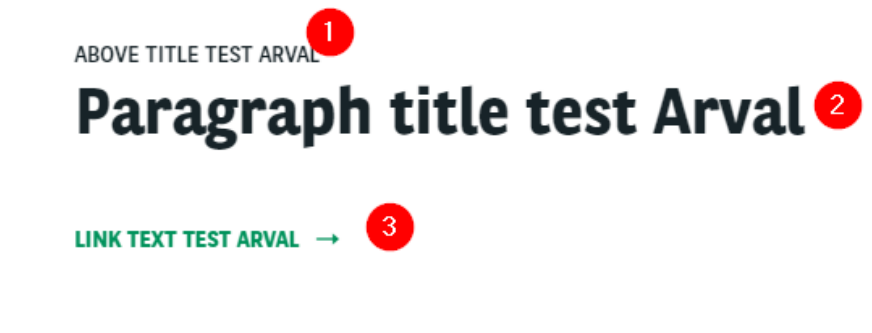 1
ABOVE TITLE TEST ARVAL
Paragraph title test Arval 2
LINK TEXT TEST ARVAL → 3